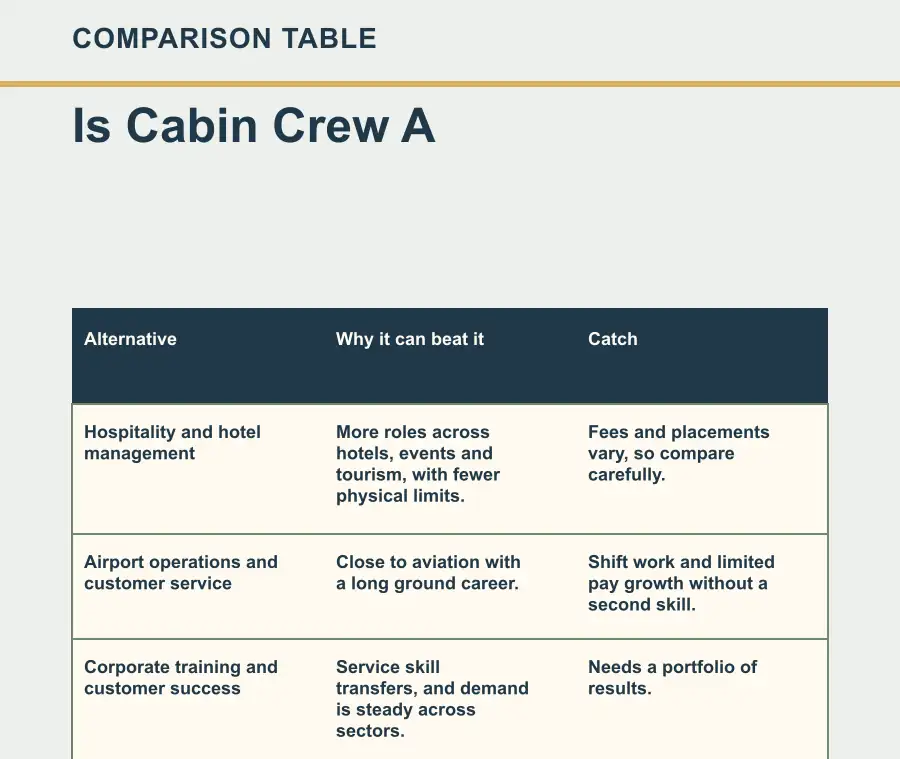 COMPARISON TABLE
Is Cabin Crew A
Alternative
Why it can beat it
Catch
Hospitality and hotel
management
More roles across
hotels, events and
tourism, with fewer
physical limits.
Fees and placements
vary, so compare
carefully.
Airport operations and
customer service
Close to aviation with
a long ground career.
Shift work and limited
pay growth without a
second skill.
Corporate training and
customer success
Service skill
transfers, and demand
is steady across
sectors.
Needs a portfolio of
results.